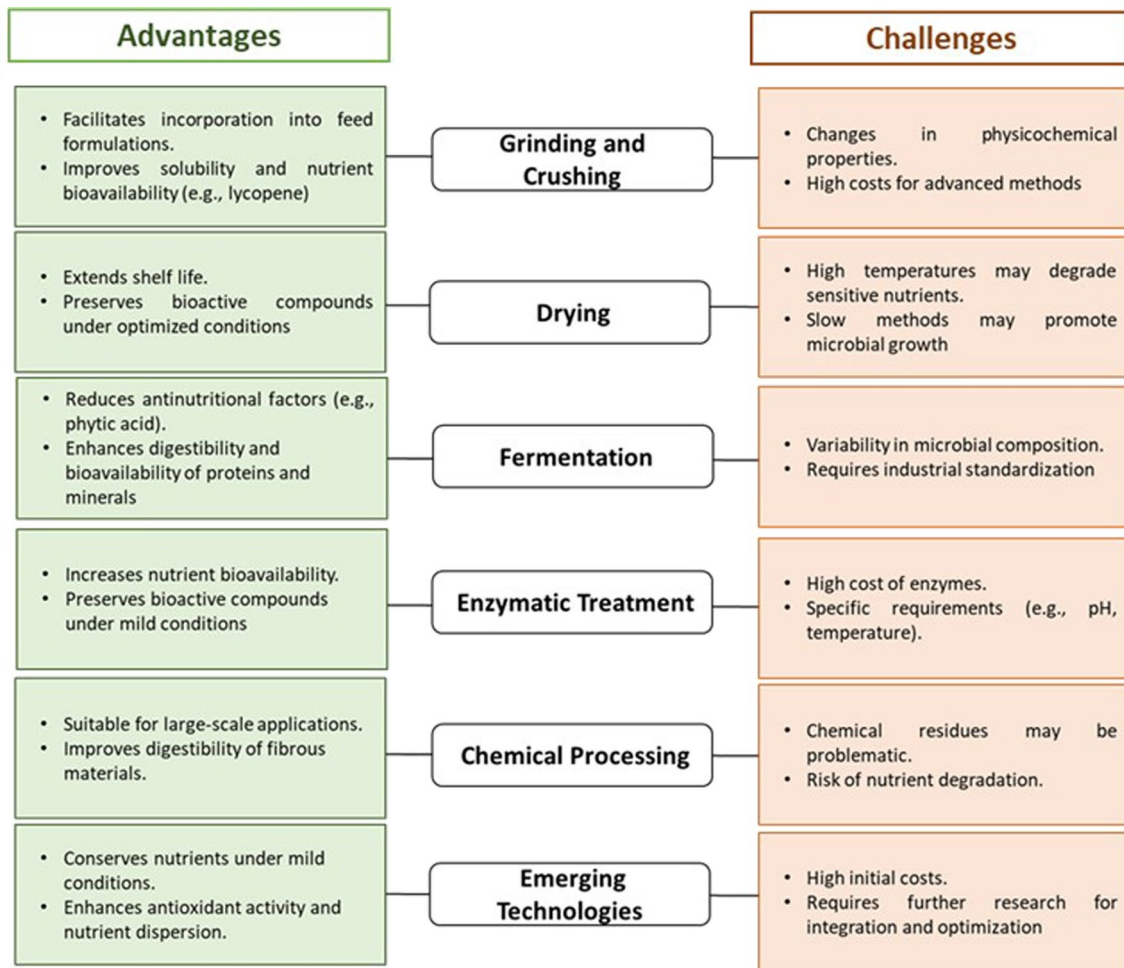 Advantages
Challenges
• Facilitates incorporation into feed
formulations.
• Improves solubility and nutrient
bioavailability (e.g., lycopene)
Grinding and
Crushing
• Changes in physicochemical
properties.
• High costs for advanced methods
• Extends shelf life.
• Preserves bioactive compounds
under optimized conditions
Drying
• High temperatures may degrade
sensitive nutrients.
• Slow methods may promote
microbial growth
• Reduces antinutritional factors (e.g.,
phytic acid).
• Enhances digestibility and
bioavailability of proteins and
minerals
Fermentation
• Variability in microbial composition.
• Requires industrial standardization
• Increases nutrient bioavailability.
• Preserves bioactive compounds
under mild conditions
Enzymatic Treatment
• High cost of enzymes.
• Specific requirements (e.g., pH,
temperature).
• Suitable for large-scale applications.
• Improves digestibility of fibrous
materials.
Chemical Processing
• Chemical residues may be
problematic.
• Risk of nutrient degradation.
• Conserves nutrients under mild
conditions.
• Enhances antioxidant activity and
nutrient dispersion.
Emerging
Technologies
• High initial costs.
• Requires further research for
integration and optimization